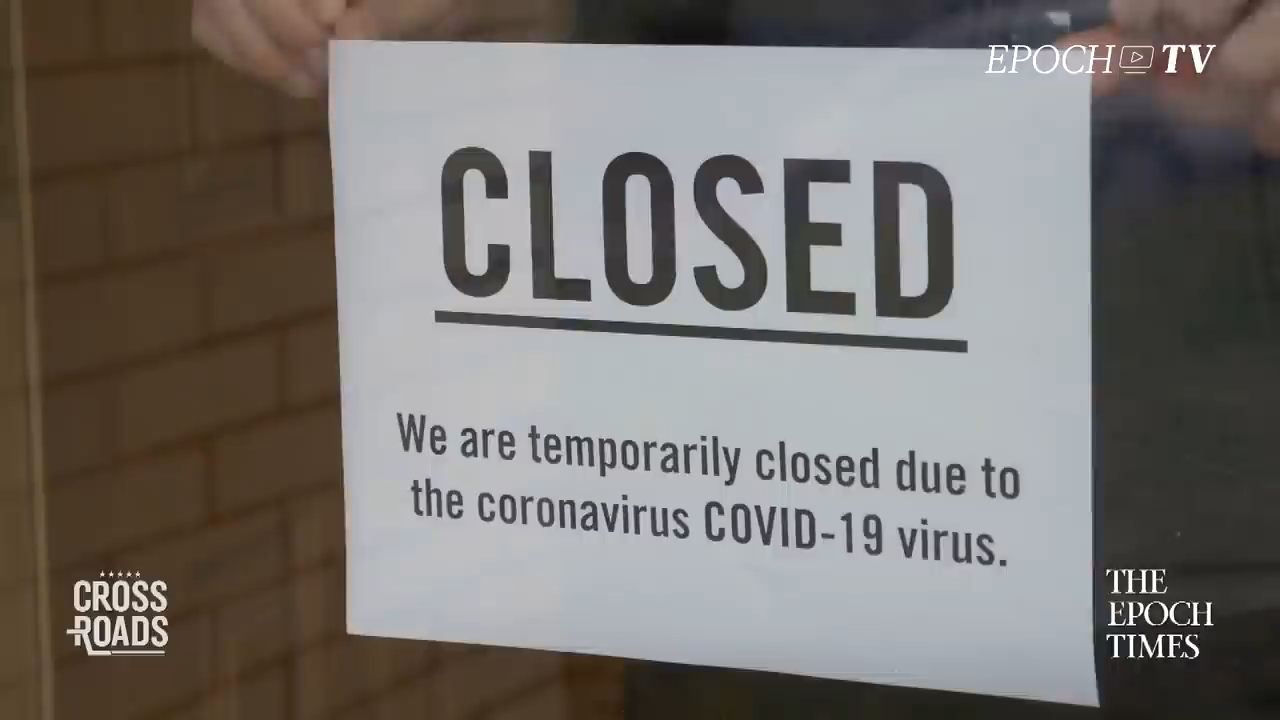 EPOCH TV
CLOSED
We are temporarily closed due to
the coronavirus COVID-19 virus.
CROSS
ROADS
THE
EPOCH
TIMES